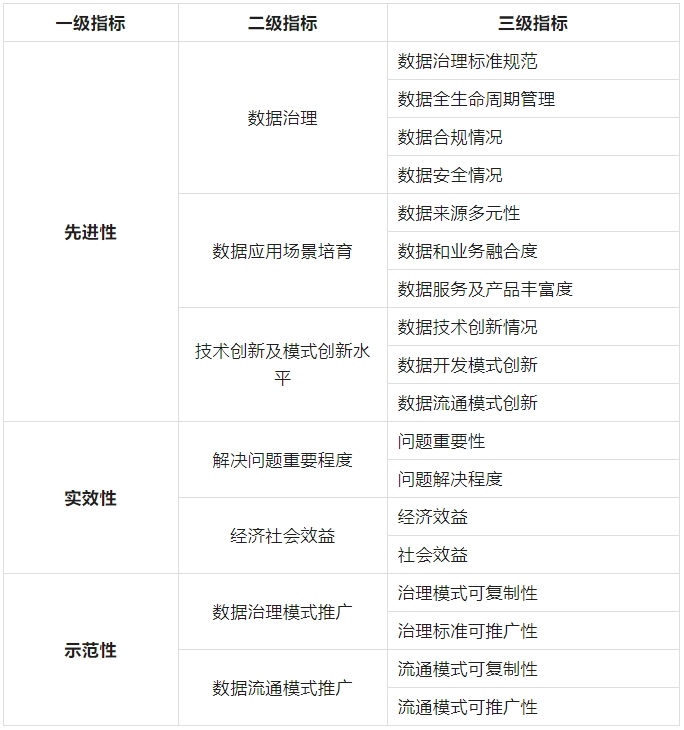 一级指标 二级指标 三级指标
先进性
数据治理
数据治理标准规范
数据全生命周期管理
数据合规情况
数据安全情况
数据应用场景培育
数据来源多元性
数据和业务融合度
数据服务及产品丰富度
技术创新及模式创新水
平
数据技术创新情况
数据开发模式创新
数据流通模式创新
实效性
解决问题重要程度
问题重要性
问题解决程度
经济社会效益
经济效益
社会效益
示范性
数据治理模式推广
治理模式可复制性
治理标准可推广性
数据流通模式推广
流通模式可复制性
流通模式可推广性